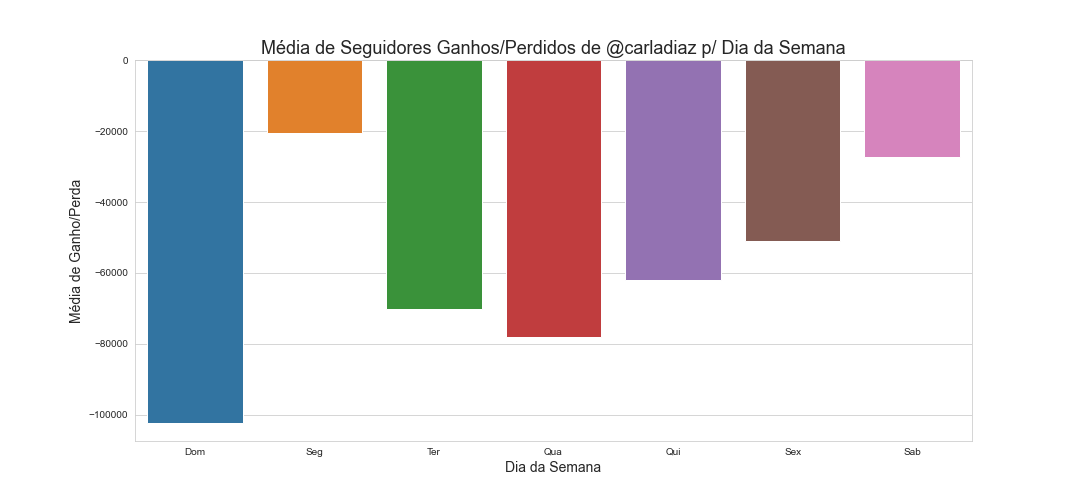 Média de Seguidores Ganhos/Perdidos de @carladiaz p/ Dia da Semana
0
−20000
−40000
−60000
−80000
−100000
Média de Ganho/Perda
Dom Seg Ter Qua Qui Sex Sab
Dia da Semana